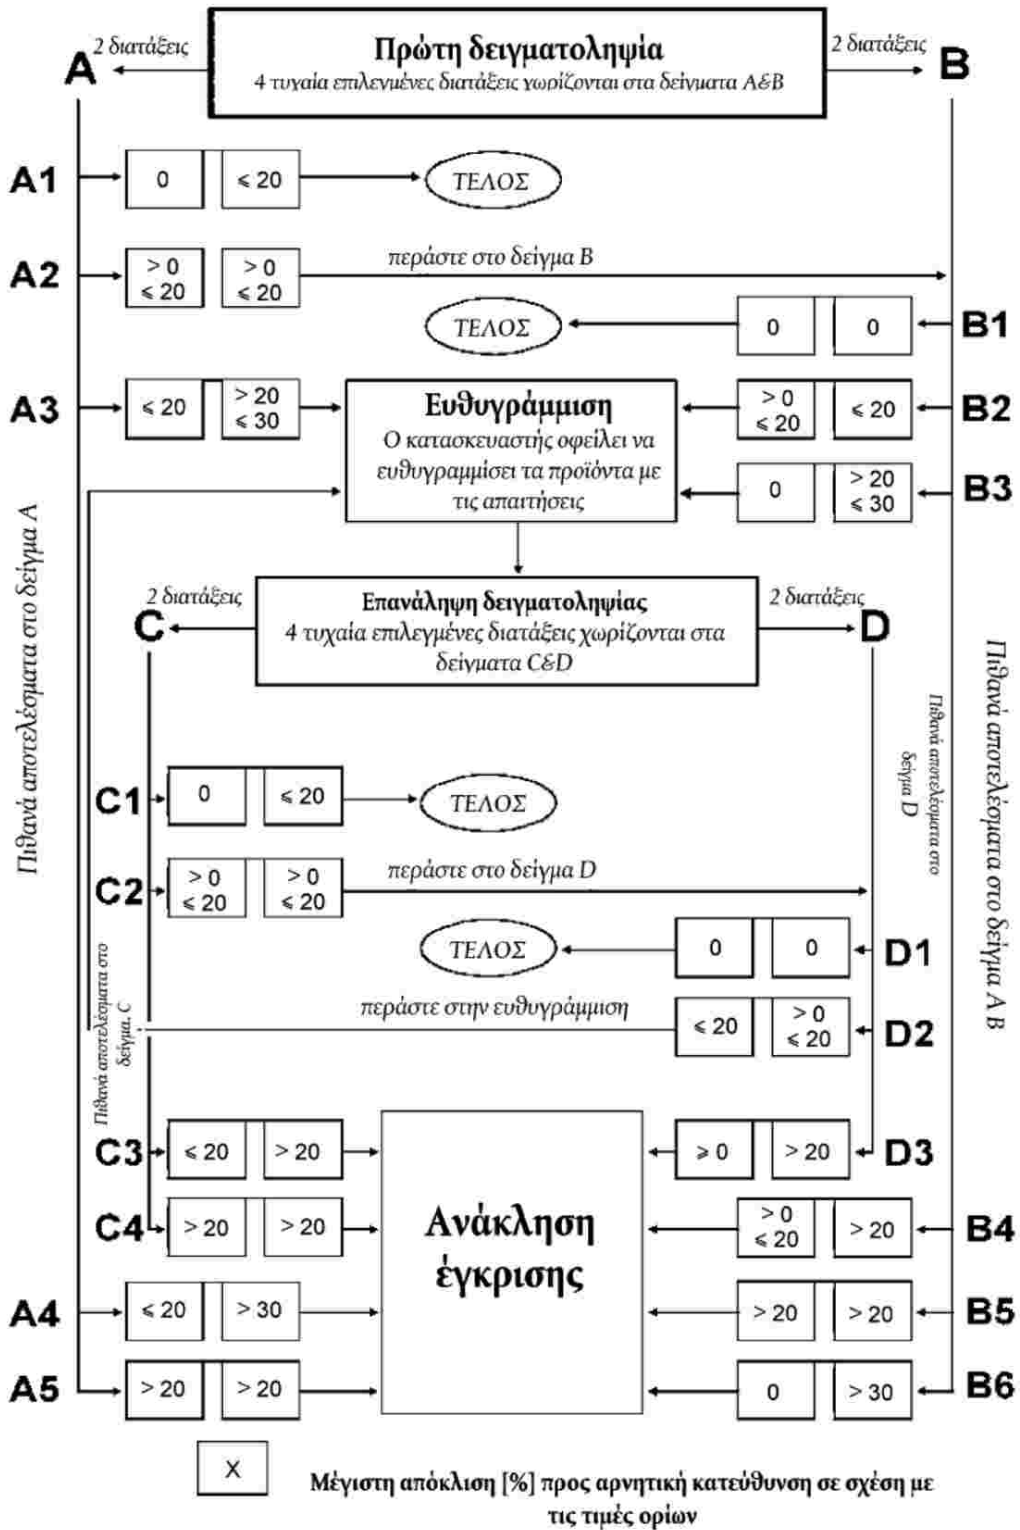 2 διατάξεις
Πρώτη δειγματοληψία
2 διατάξεις
A
4 τυχαία επιλεγμένες διατάξεις χωρίζονται στα δείγματα A&B
B
A1
0
≤ 20
ΤΕΛΟΣ
A2
> 0
≤ 20
> 0
≤ 20
περάστε στο δείγμα B
ΤΕΛΟΣ
0
0
B1
A3
≤ 20
> 20
≤ 30
Ευθυγράμμιση
Ο κατασκευαστής οφείλει να
ευθυγραμμίσει τα προϊόντα με
τις απαιτήσεις
> 0
≤ 20
≤ 20
B2
0
> 20
≤ 30
B3
Πιθανά αποτελέσματα στο δείγμα A
2 διατάξεις
Επανάληψη δειγματοληψίας
2 διατάξεις
C
4 τυχαία επιλεγμένες διατάξεις χωρίζονται στα
δείγματα C&D
D
Πιθανά αποτελέσματα στο
δείγμα D
Πιθανά αποτελέσματα στο δείγμα A B
C1
0
≤ 20
ΤΕΛΟΣ
C2
> 0
≤ 20
> 0
≤ 20
περάστε στο δείγμα D
ΤΕΛΟΣ
0
0
D1
Πιθανά αποτελέσματα στο
δείγμα. C
περάστε στην ευθυγράμμιση
≤ 20
> 0
≤ 20
D2
C3
≤ 20
> 20
Ανάκληση
έγκρισης
≥ 0
> 20
D3
C4
> 20
> 20
> 0
≤ 20
> 20
B4
A4
≤ 20
> 30
> 20
> 20
B5
A5
> 20
> 20
0
> 30
B6
X
Μέγιστη απόκλιση [%] προς αρνητική κατεύθυνση σε σχέση με
τις τιμές ορίων